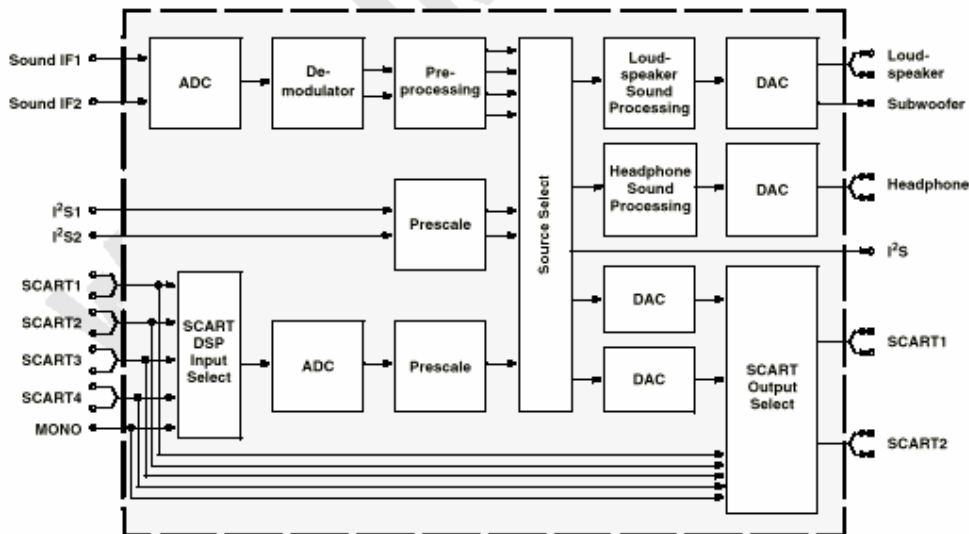 Sound IF1
Sound IF2
ADC
De-
modulator
Pre-
processing
Loud-
speaker
Sound
Processing
DAC
Loud-
speaker
Subwoofer
Headphone
Sound
Processing
DAC
Headphone
I²S1
I²S2
Prescale
Source Select
I²S
SCART1
SCART2
SCART3
SCART4
MONO
SCART
DSP
Input
Select
ADC
Prescale
DAC
DAC
SCART
Output
Select
SCART1
SCART2